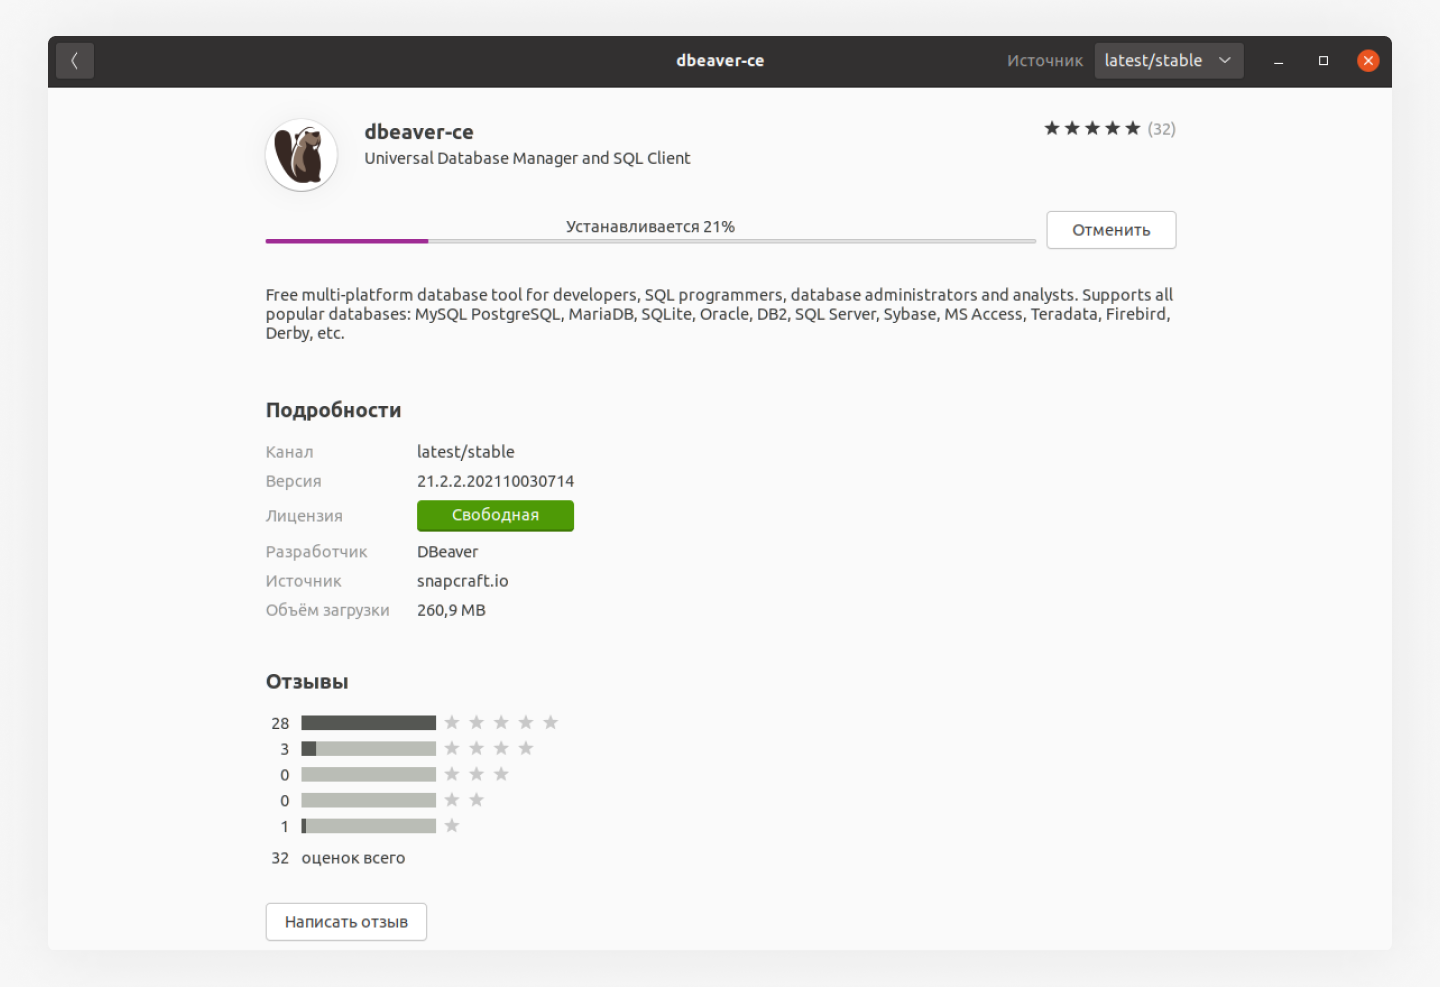 dbeaver-ce
Источник latest/stable
dbeaver-ce
(32)
Universal Database Manager and SQL Client
Устанавливается 21%
Отменить
Free multi-platform database tool for developers, SQL programmers, database administrators and analysts. Supports all
popular databases: MySQL PostgreSQL, MariaDB, SQLite, Oracle, DB2, SQL Server, Sybase, MS Access, Teradata, Firebird,
Derby, etc.
Подробности
Канал latest/stable
Версия 21.2.2.202110030714
Лицензия Свободная
Разработчик DBeaver
Источник snapcraft.io
Объём загрузки 260,9 MB
Отзывы
28
3
0
0
1
32 оценок всего
Написать отзыв